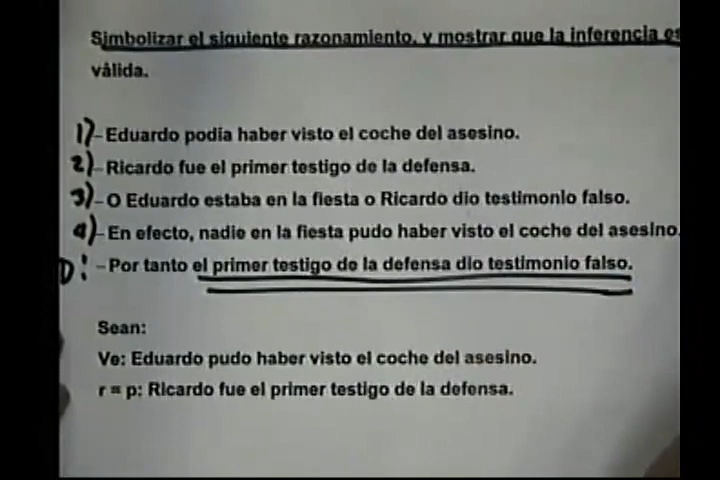 Simbolizar el siguiente razonamiento, y mostrar que la inferencia es
válida.
1) – Eduardo podía haber visto el coche del asesino.
2) – Ricardo fue el primer testigo de la defensa.
3) – O Eduardo estaba en la fiesta o Ricardo dio testimonio falso.
4) – En efecto, nadie en la fiesta pudo haber visto el coche del asesino.
D! – Por tanto el primer testigo de la defensa dio testimonio falso.
Sean:
Ve: Eduardo pudo haber visto el coche del asesino.
r = p: Ricardo fue el primer testigo de la defensa.